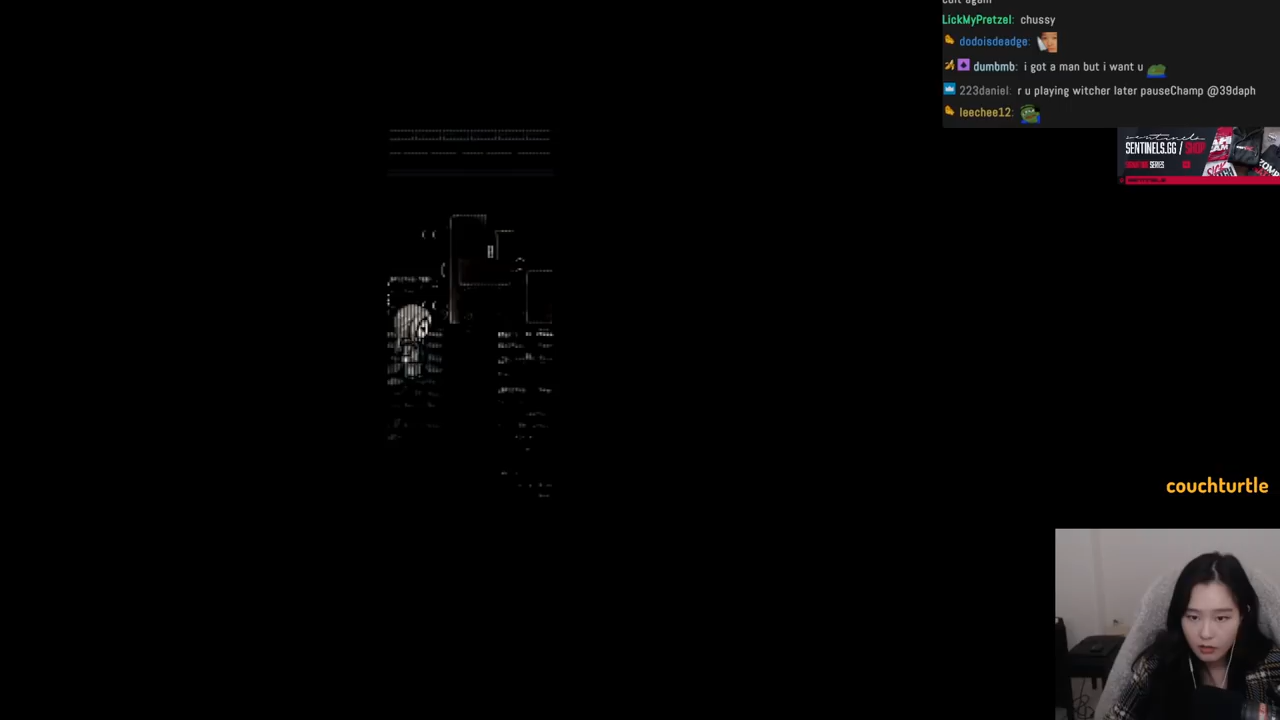 LickMyPretzel: chussy
dodoisdeadge:
dumbmb: i got a man but i want u
223daniel: r u playing witcher later pauseChamp @39daph
leechee12:
SENTINELS.GG / SHOP
SERIES
couchturtle